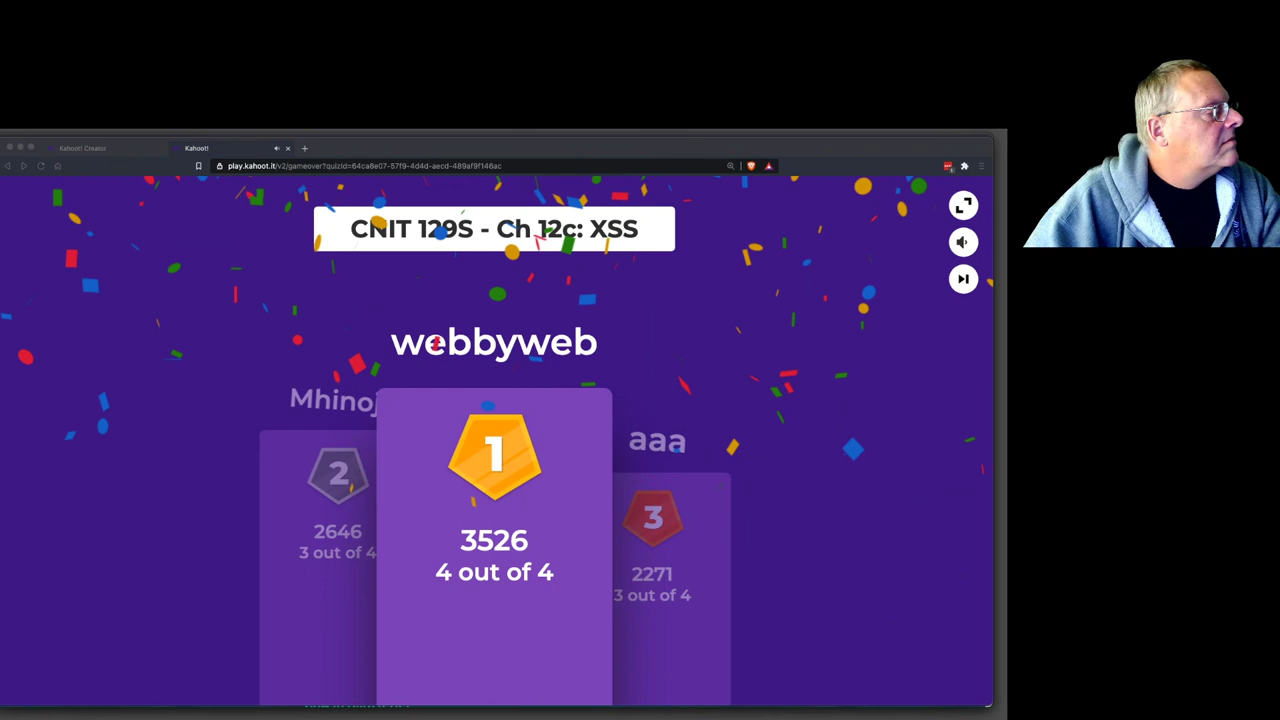 Kahoot! Creator
Kahoot!
play.kahoot.it/v2/gameover?quizId=64ca8e07-57f9-4d4d-aecd-489af9f146ac
CNIT 129S - Ch 12c: XSS
webbyweb
Mhinoj
aaa
1
2
3
3526
4 out of 4
2646
3 out of 4
2271
3 out of 4